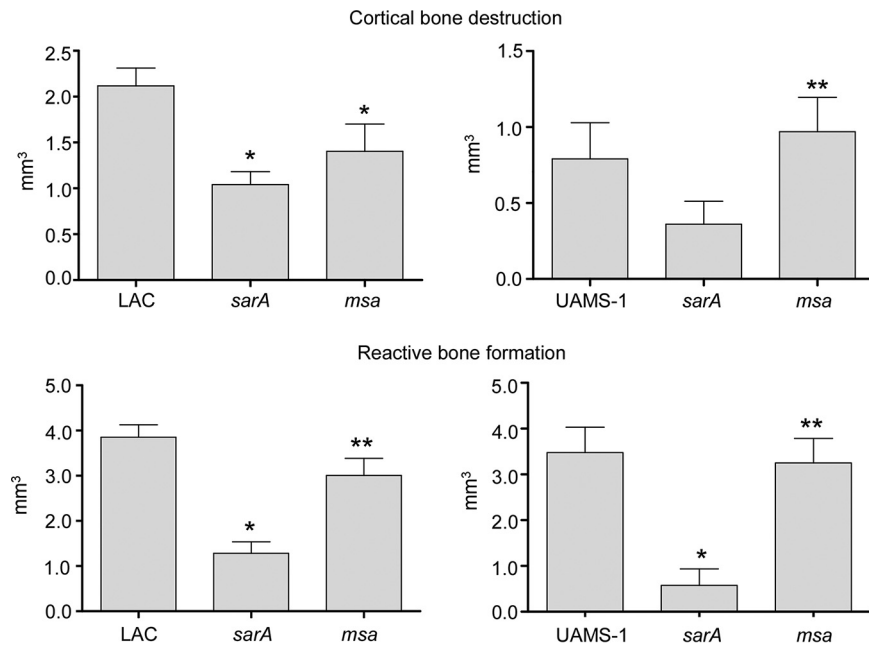 Cortical bone destruction
2.5
2.0
1.5
1.0
0.5
0.0
mm³
*
*
LAC
sarA
msa
1.5
1.0
0.5
0.0
mm³
**
UAMS-1
sarA
msa
Reactive bone formation
5.0
4.0
3.0
2.0
1.0
0.0
mm³
*
**
LAC
sarA
msa
5.0
4.0
3.0
2.0
1.0
0.0
mm³
*
**
UAMS-1
sarA
msa